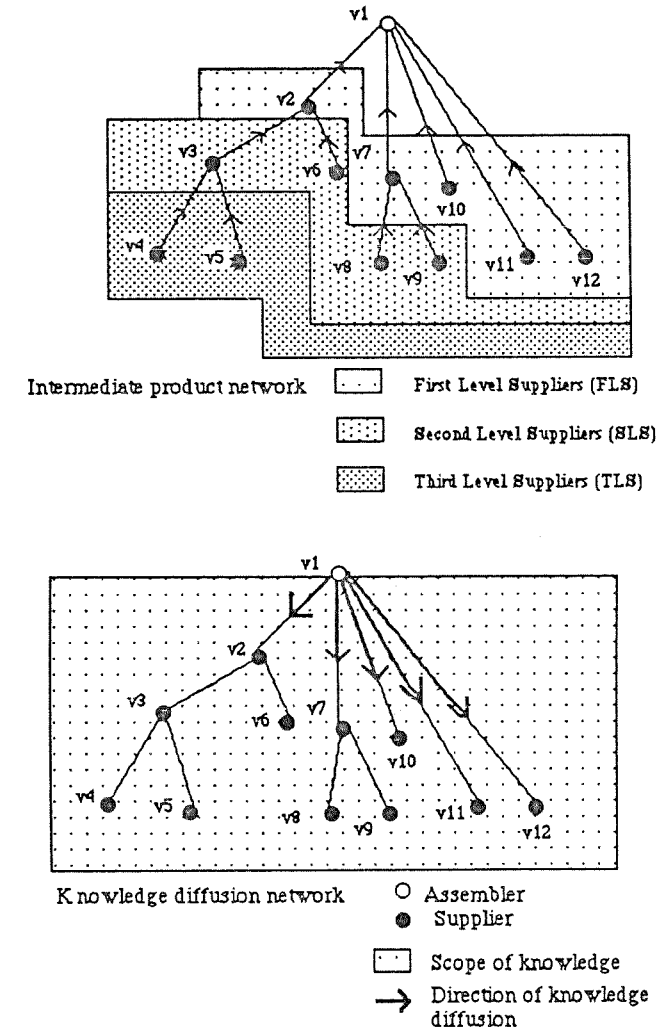 v1
v2
v3
v7
v6
v10
v4
v5
v8
v9
v11
v12
Intermediate product network
First Level Suppliers (FLS)
Second Level Suppliers (SLS)
Third Level Suppliers (TLS)
v1
v2
v3
v6
v7
v10
v4
v5
v8
v9
v11
v12
Knowledge diffusion network
Assembler
Supplier
Scope of knowledge
Direction of knowledge
diffusion